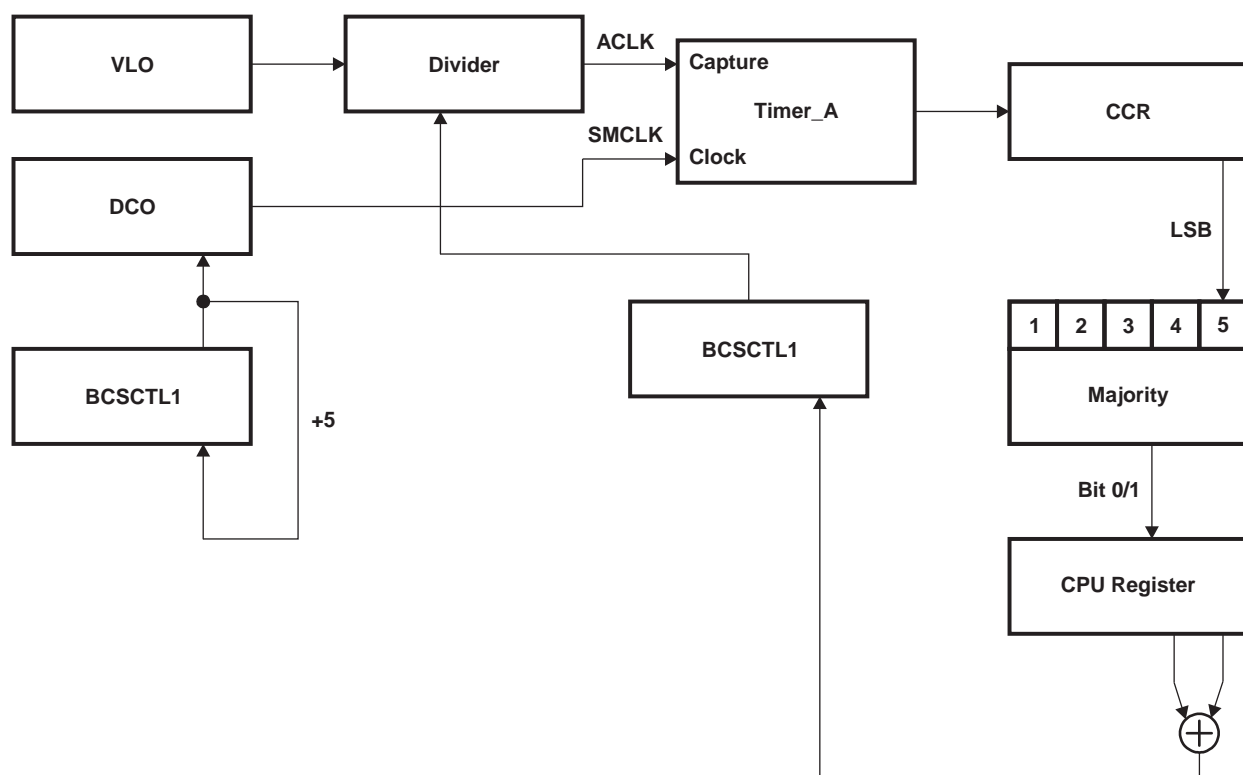 VLO
Divider
ACLK
Capture
Timer_A
CCR
SMCLK
Clock
DCO
LSB
1 2 3 4 5
BCSCTL1
BCSCTL1
Majority
+5
Bit 0/1
CPU Register